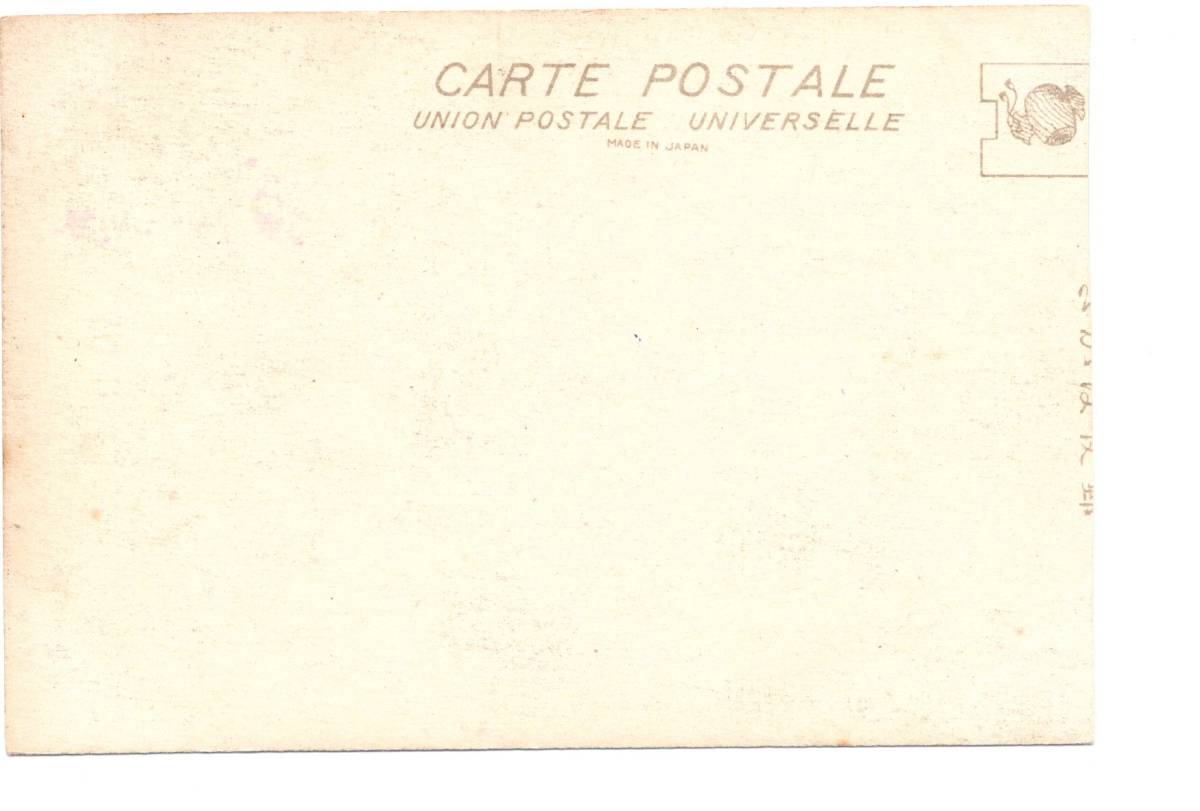 CARTE POSTALE
UNION POSTALE UNIVERSELLE
MADE IN JAPAN